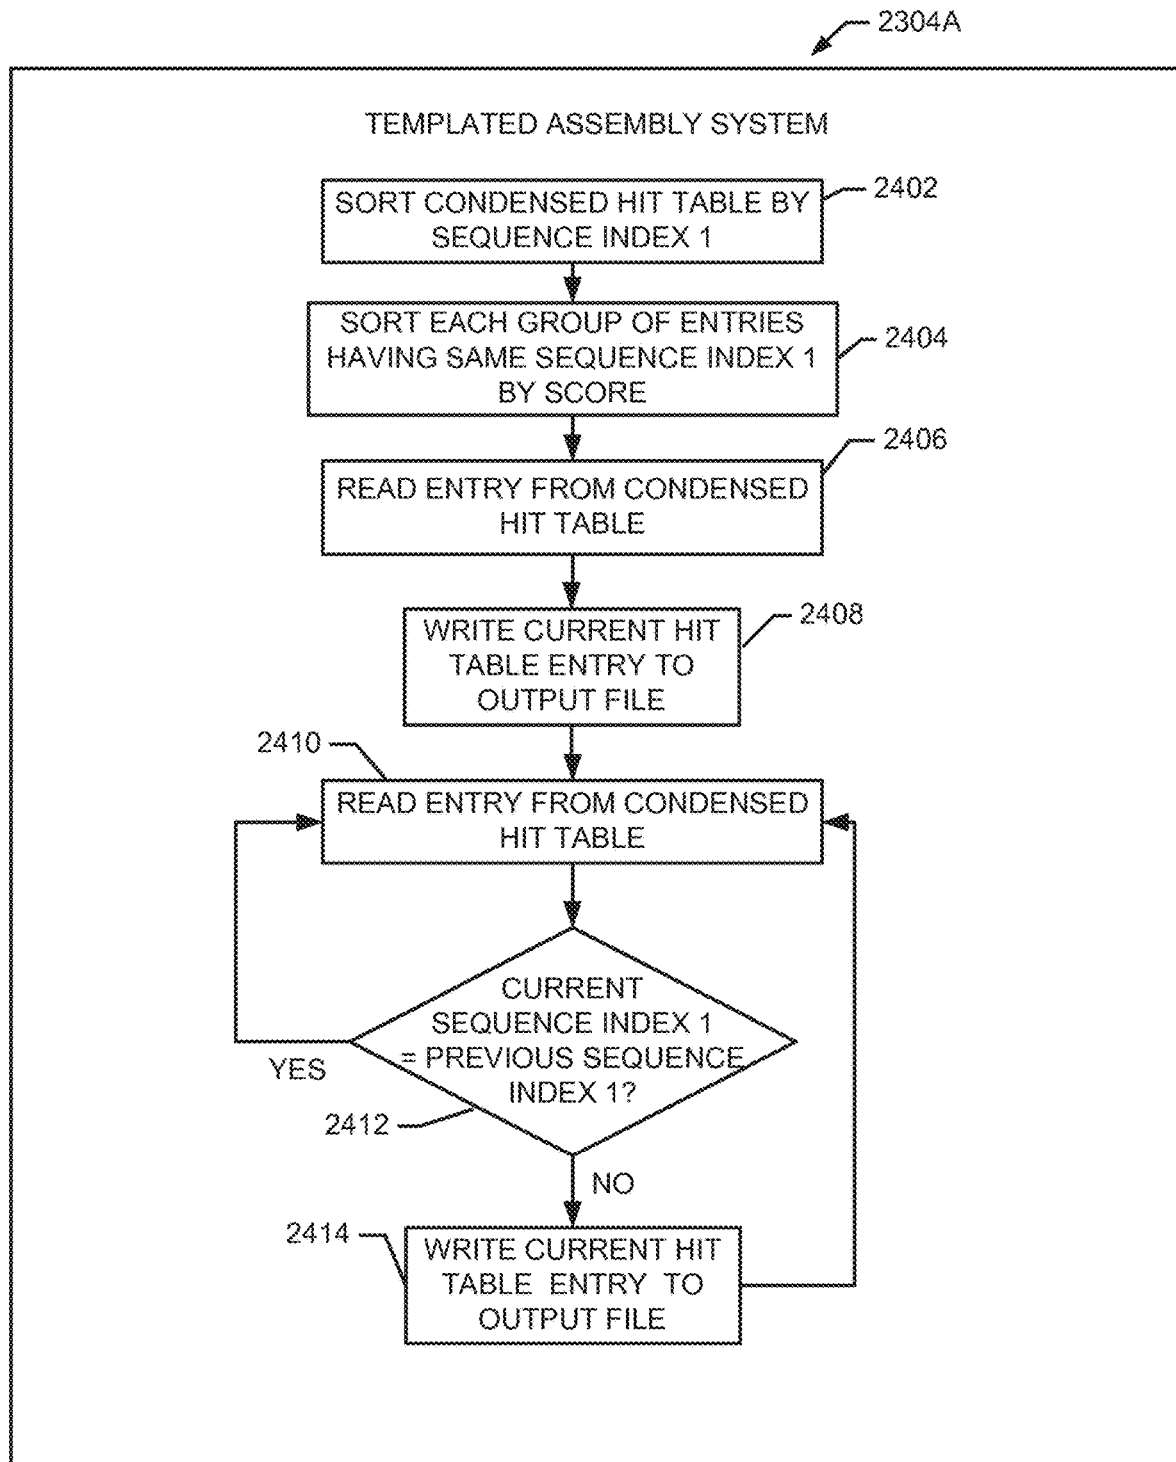 2304A
TEMPLATED ASSEMBLY SYSTEM
SORT CONDENSED HIT TABLE BY
SEQUENCE INDEX 1
2402
SORT EACH GROUP OF ENTRIES
HAVING SAME SEQUENCE INDEX 1
BY SCORE
2404
2406
READ ENTRY FROM CONDENSED
HIT TABLE
2408
WRITE CURRENT HIT
TABLE ENTRY TO
OUTPUT FILE
2410
READ ENTRY FROM CONDENSED
HIT TABLE
CURRENT
SEQUENCE INDEX 1
= PREVIOUS SEQUENCE
INDEX 1?
YES
2412
NO
2414
WRITE CURRENT HIT
TABLE ENTRY TO
OUTPUT FILE